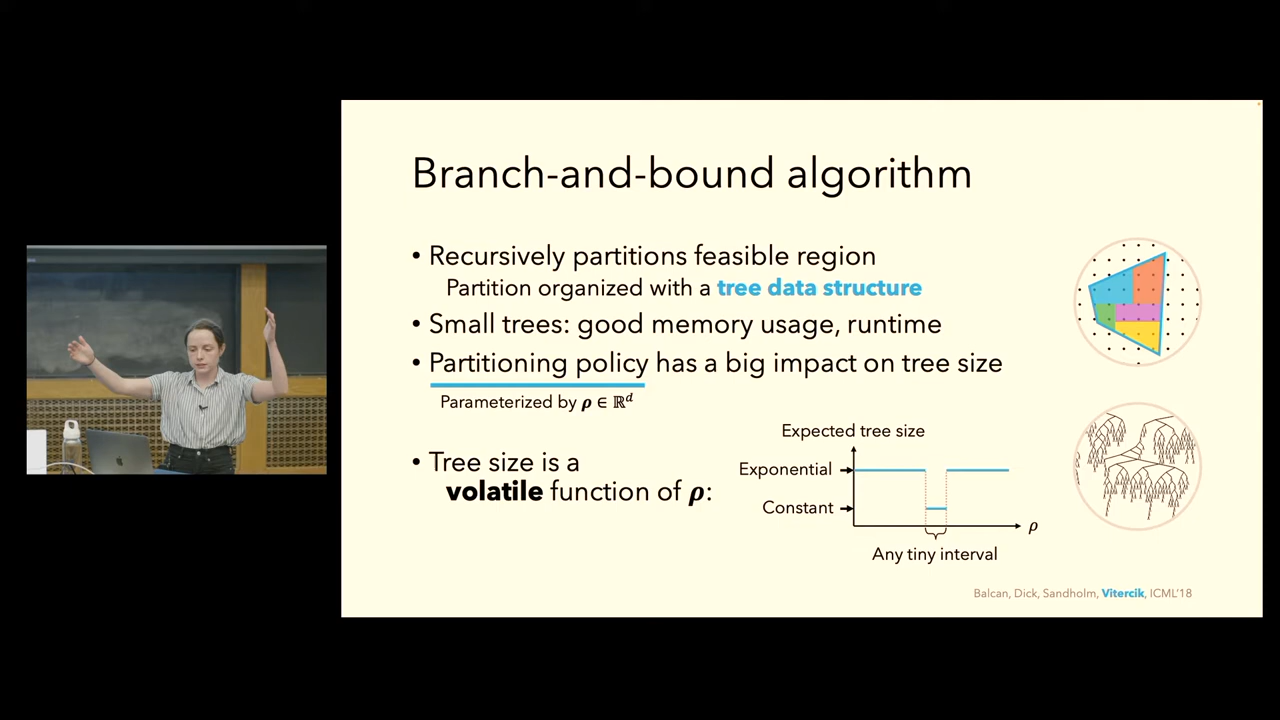 Branch-and-bound algorithm
• Recursively partitions feasible region
Partition organized with a tree data structure
• Small trees: good memory usage, runtime
• Partitioning policy has a big impact on tree size
Parameterized by ρ ∈ ℝᵈ
• Tree size is a
volatile function of ρ:
Expected tree size
Exponential
Constant
ρ
Any tiny interval
Balcan, Dick, Sandholm, Vitercik, ICML'18